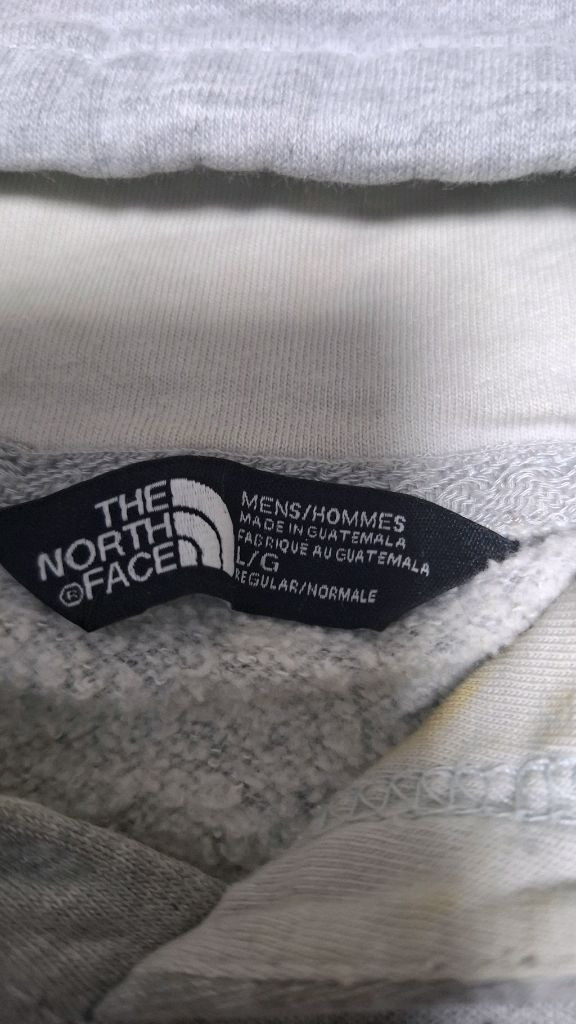 THE
NORTH
®FACE
MENS/HOMMES
MADE IN GUATEMALA
FABRIQUE AU GUATEMALA
L/G
REGULAR/NORMALE